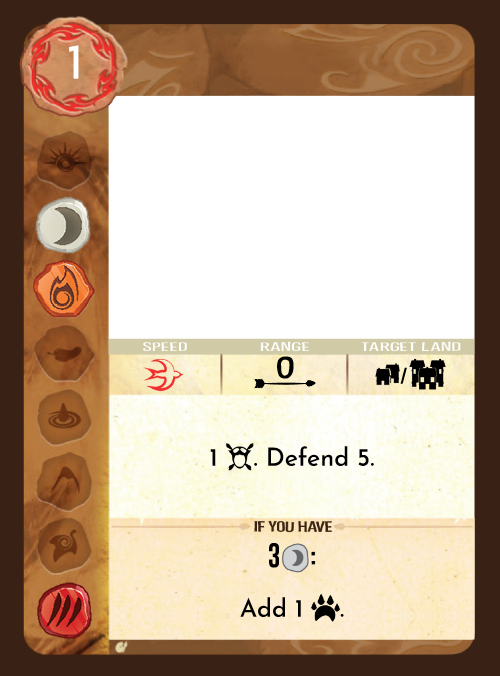 1
SPEED RANGE TARGET LAND
0 /
1 . Defend 5.
IF YOU HAVE
3 :
Add 1 .